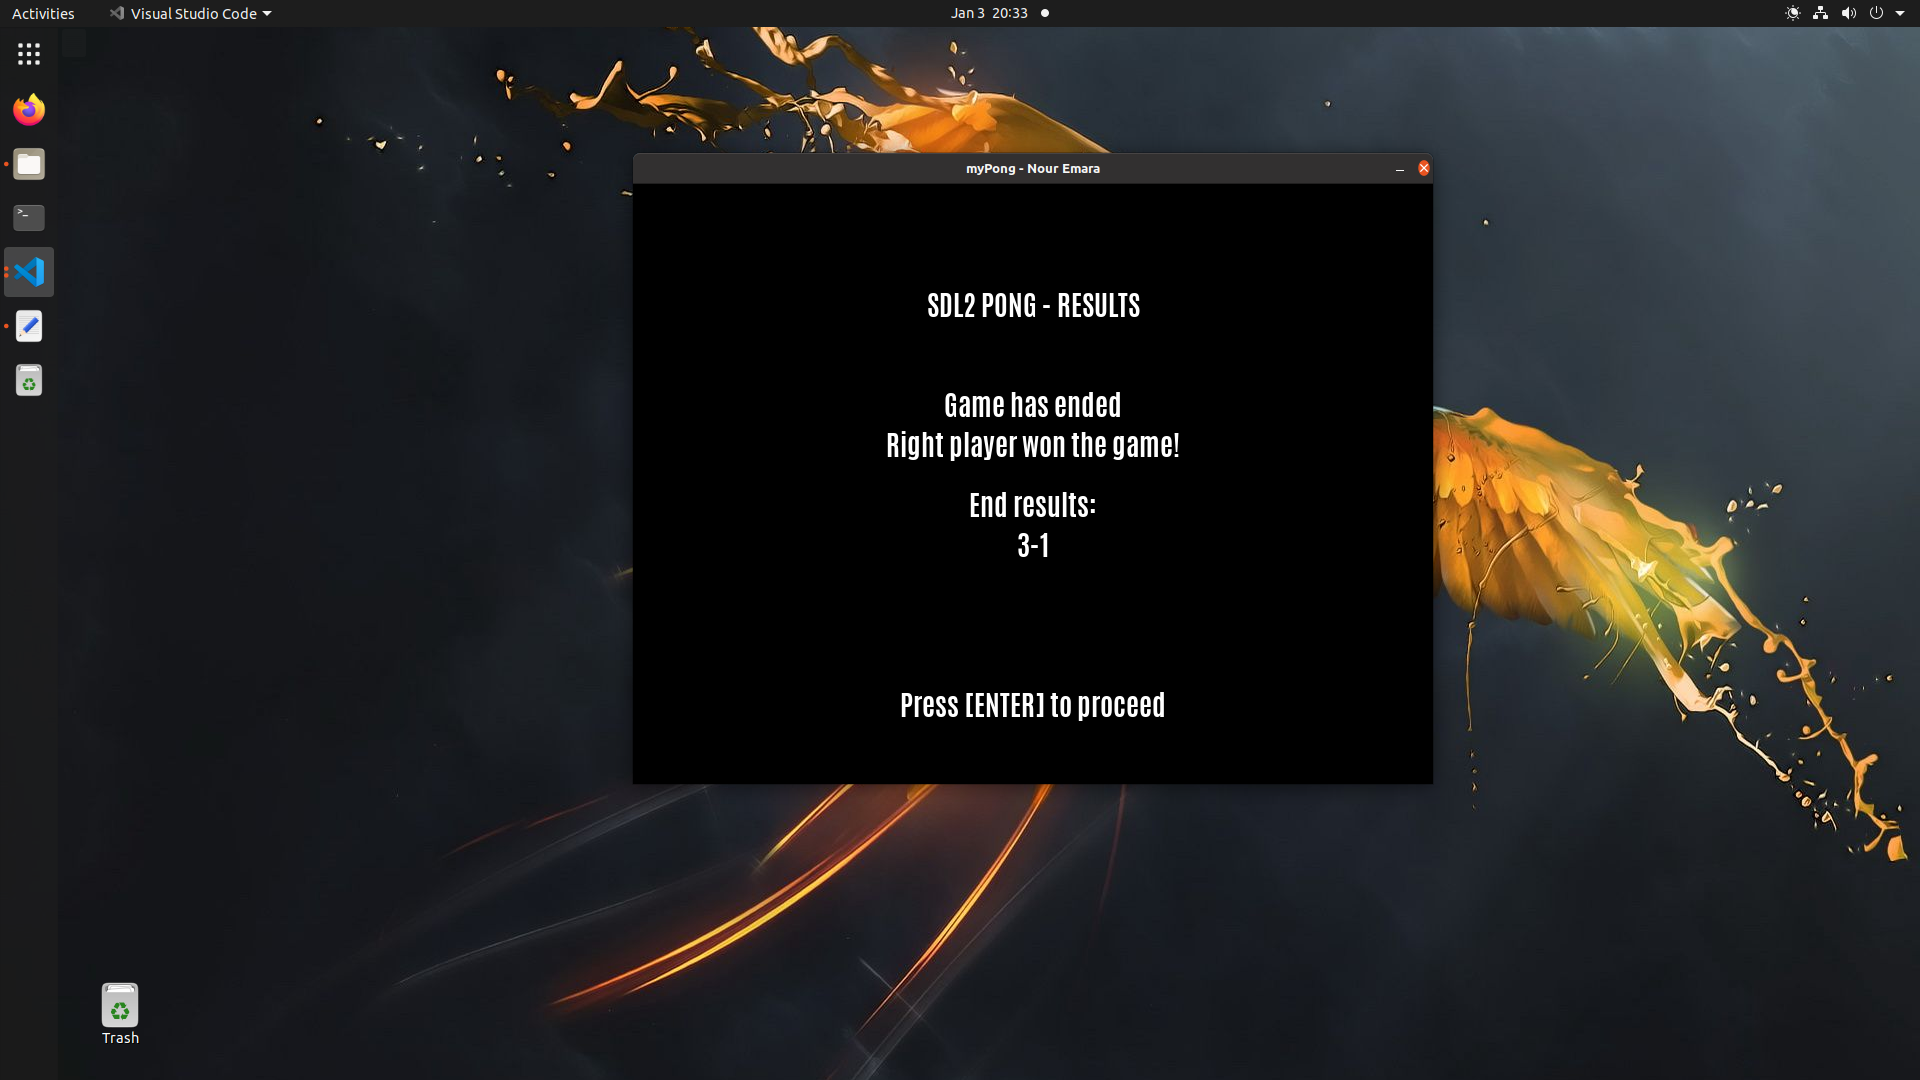 Activities
Visual Studio Code
Jan 3 20:33
myPong - Nour Emara
SDL2 PONG - RESULTS
Game has ended
Right player won the game!
End results:
3-1
Press [ENTER] to proceed
Trash